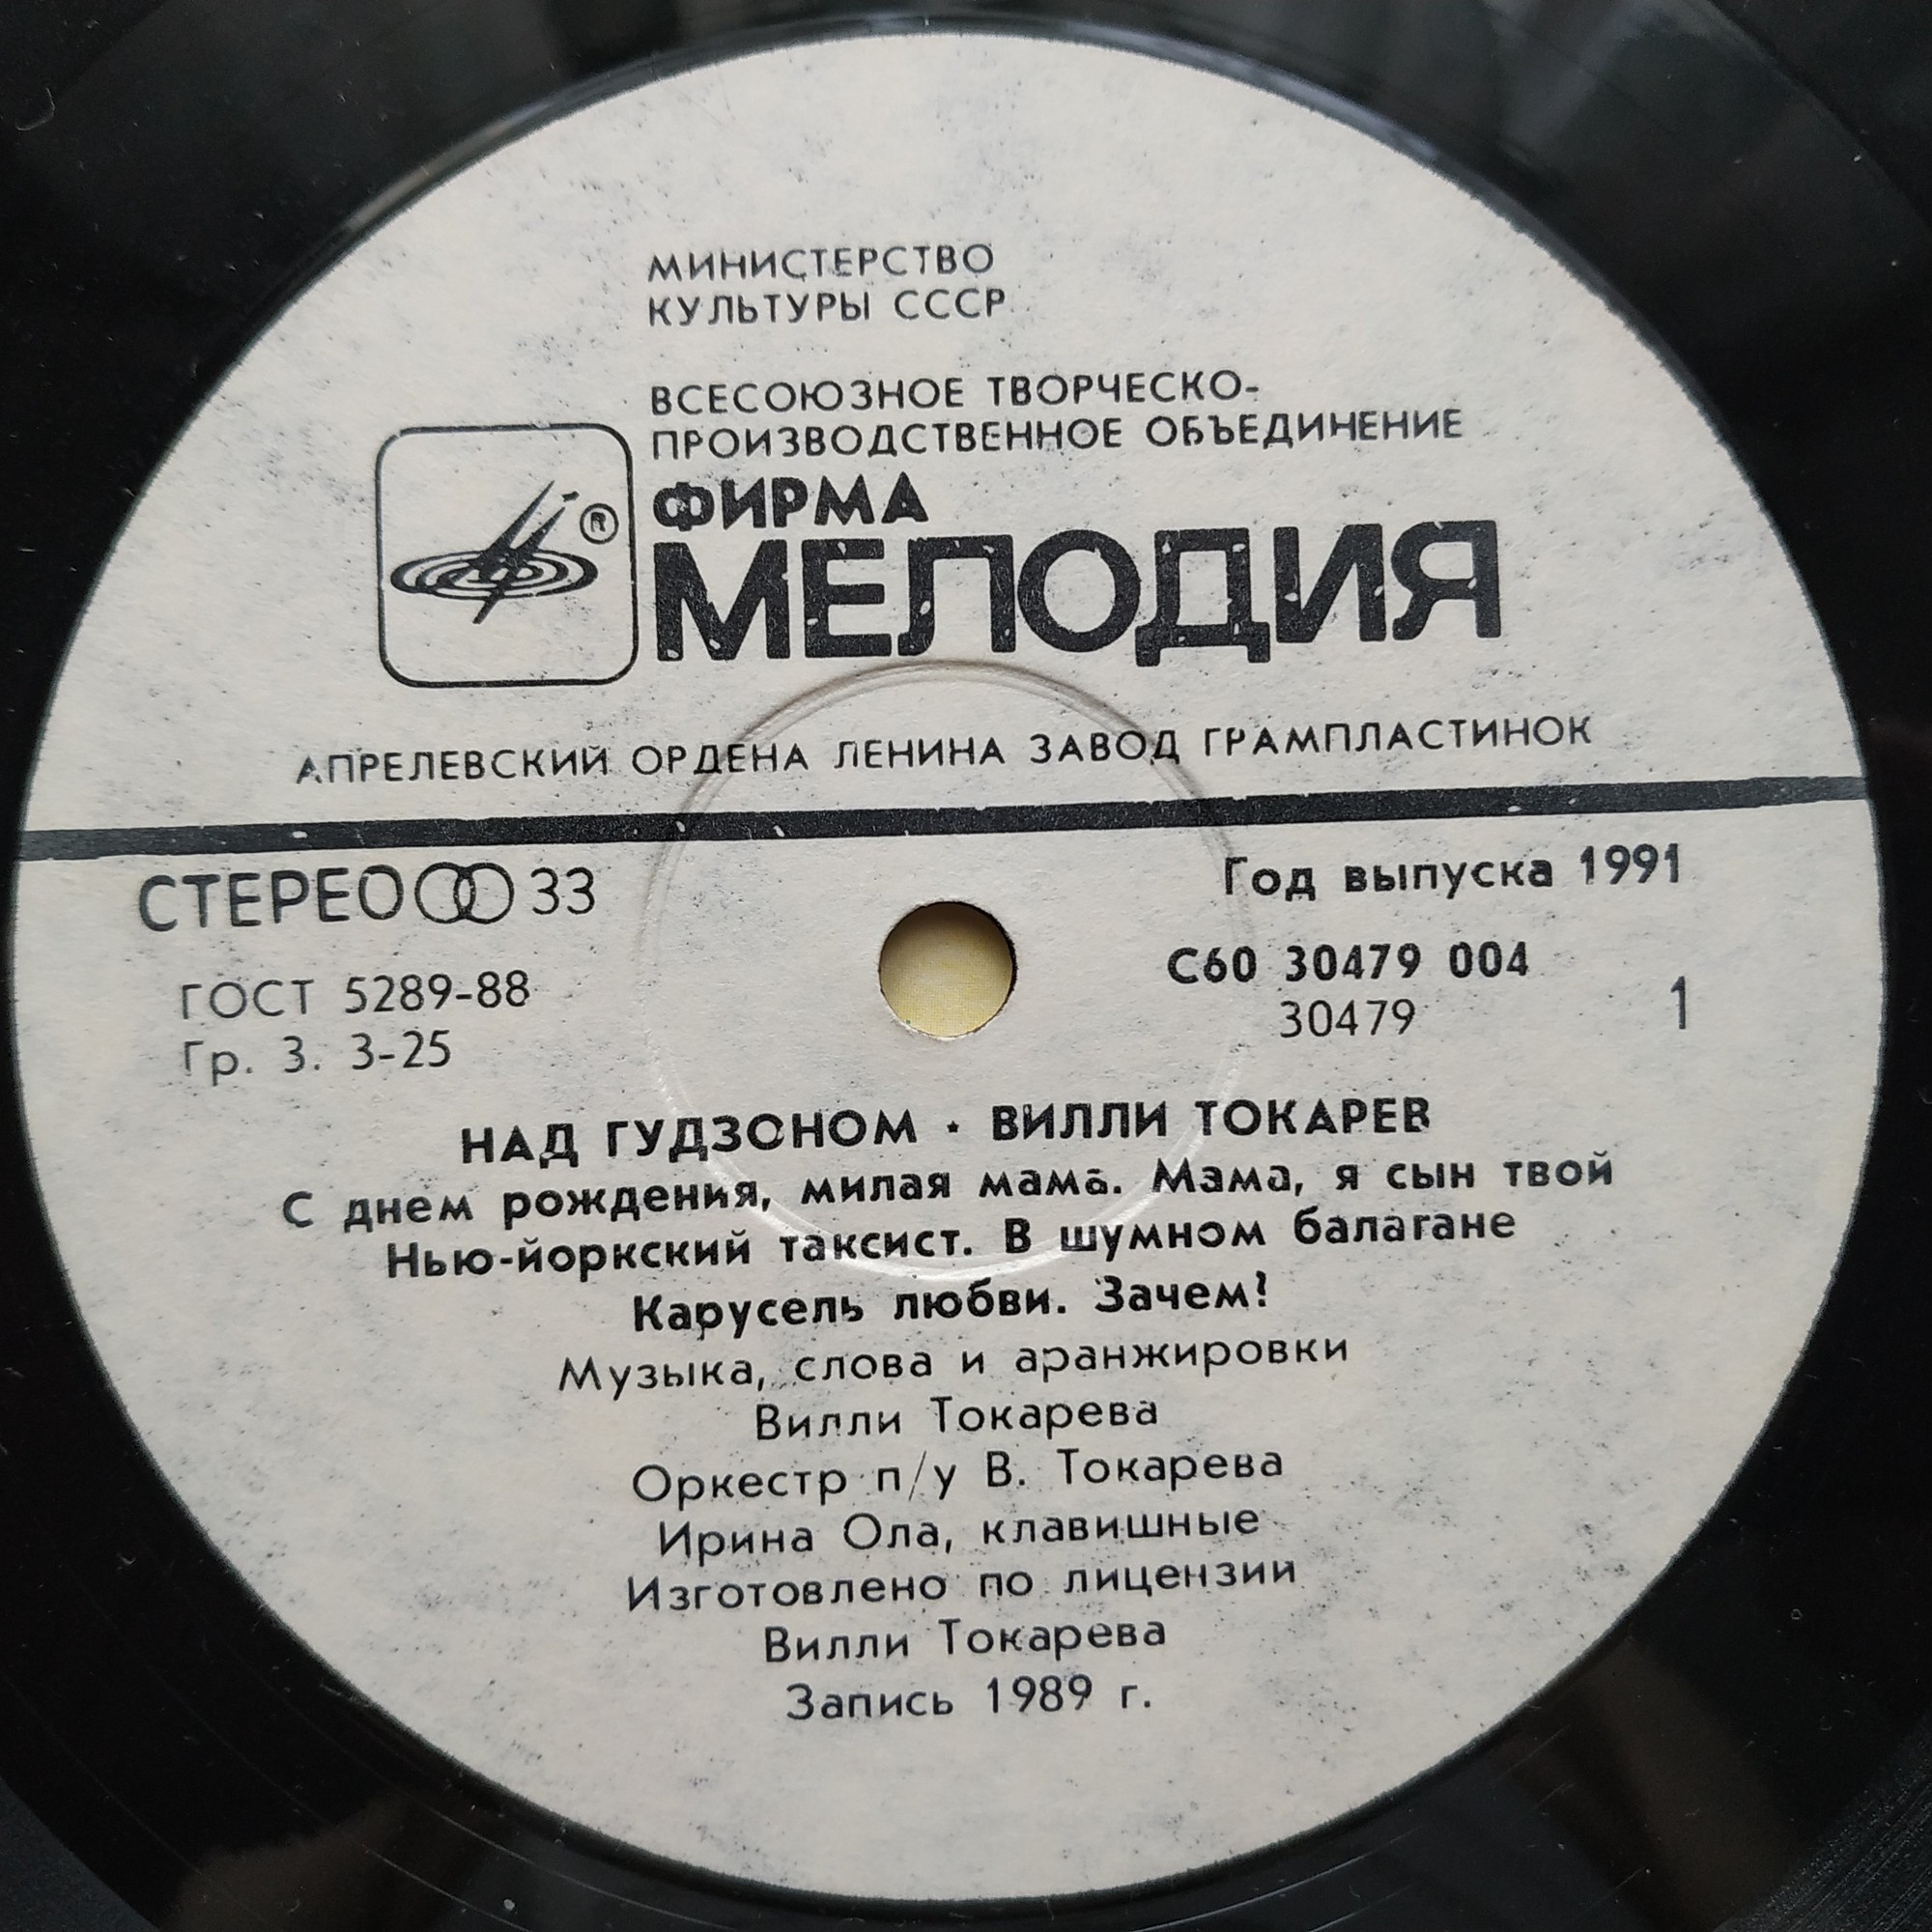 МИНИСТЕРСТВО
КУЛЬТУРЫ СССР
ВСЕСОЮЗНОЕ ТВОРЧЕСКО-
ПРОИЗВОДСТВЕННОЕ ОБЪЕДИНЕНИЕ
ФИРМА
®
МЕЛОДИЯ
АПРЕЛЕВСКИЙ ОРДЕНА ЛЕНИНА ЗАВОД ГРАМПЛАСТИНОК
СТЕРЕО 33
Год выпуска 1991
ГОСТ 5289-88
Гр. 3. 3-25
С60 30479 004
30479
1
НАД ГУДЗОНОМ · ВИЛЛИ ТОКАРЕВ
С днем рождения, милая мама. Мама, я сын твой
Нью-йоркский таксист. В шумном балагане
Карусель любви. Зачем?
Музыка, слова и аранжировки
Вилли Токарева
Оркестр п/у В. Токарева
Ирина Ола, клавишные
Изготовлено по лицензии
Вилли Токарева
Запись 1989 г.